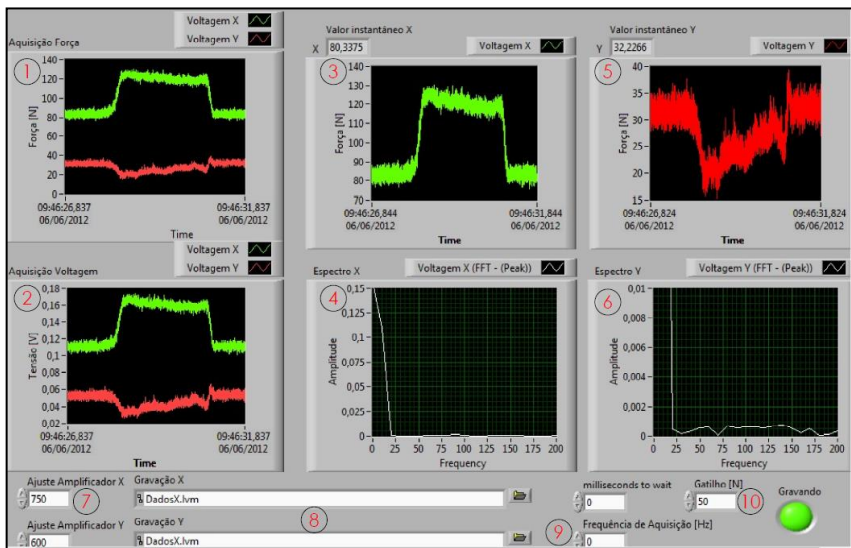 Voltagem X
Aquisição Força
Voltagem Y
1
140
120
100
80
60
40
20
0
Força [N]
09:46:26,837
06/06/2012
09:46:31,837
06/06/2012
Time
Valor instantâneo X
X 80,3375
Voltagem X
3
140
130
120
110
100
90
80
70
Força [N]
09:46:26,844
06/06/2012
09:46:31,844
06/06/2012
Time
Valor instantâneo Y
Y 32,2266
Voltagem Y
5
40
35
30
25
20
15
Força [N]
09:46:26,824
06/06/2012
09:46:31,824
06/06/2012
Time
Voltagem X
Aquisição Voltagem
Voltagem Y
2
0,18
0,16
0,14
0,12
0,1
0,08
0,06
0,04
0,02
Tensão [V]
09:46:26,837
06/06/2012
09:46:31,837
06/06/2012
Time
Espectro X
Voltagem X (FFT - (Peak))
4
0,15
0,125
0,1
0,075
0,05
0,025
0
Amplitude
0 25 50 75 100 125 150 175 200
Frequency
Espectro Y
Voltagem Y (FFT - (Peak))
6
0,01
0,008
0,006
0,004
0,002
0
Amplitude
0 25 50 75 100 125 150 175 200
Frequency
Ajuste Amplificador X
750
7
Gravação X
DadosX.lvm
milliseconds to wait
0
Gatilho [N]
50
10
Gravando
Ajuste Amplificador Y
600
Gravação Y
DadosX.lvm
8
9
Frequência de Aquisição [Hz]
0